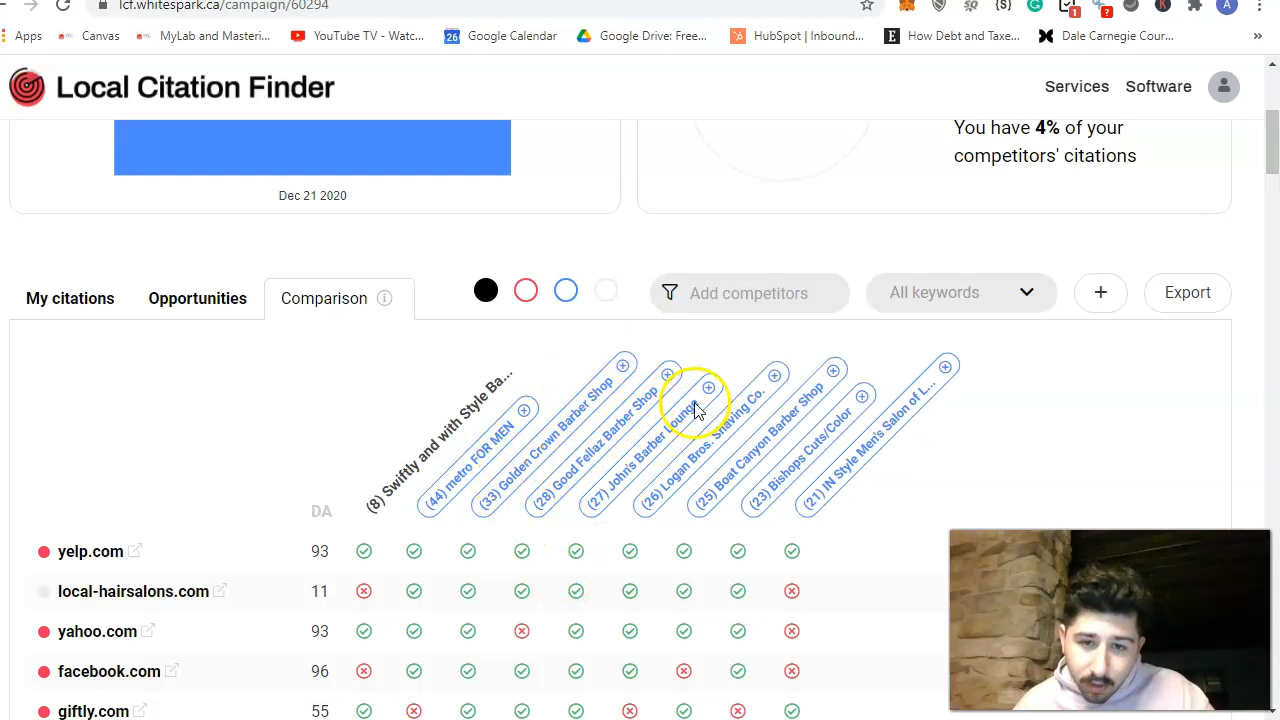 lcf.whitespark.ca/campaign/60294
Apps Canvas MyLab and Masteri... YouTube TV - Watc... 26 Google Calendar Google Drive: Free... HubSpot | Inbound... E How Debt and Taxe... Dale Carnegie Cour... »
Local Citation Finder
Services Software
You have 4% of your
competitors' citations
Dec 21 2020
My citations Opportunities Comparison Add competitors All keywords + Export
(8) Swiftly and with Style Ba...
(44) metro FOR MEN
(33) Golden Crown Barber Shop
(28) Good Fellaz Barber Shop
(27) John's Barber Lounge
(26) Logan Bros. Shaving Co.
(25) Boat Canyon Barber Shop
(23) Bishops Cuts/Color
(21) IN Style Men's Salon of L...
DA
yelp.com 93
local-hairsalons.com 11
yahoo.com 93
facebook.com 96
giftly.com 55